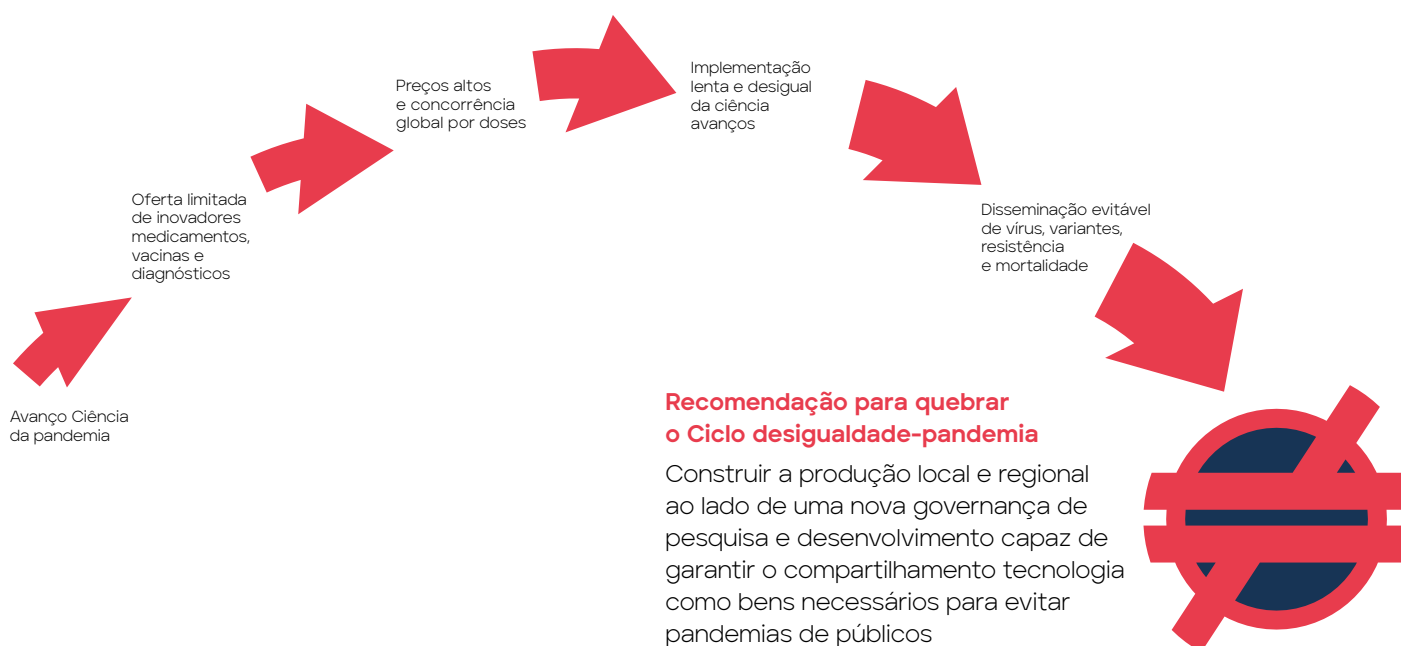 Avanço Ciência
da pandemia
Oferta limitada
de inovadores
medicamentos,
vacinas e
diagnósticos
Preços altos
e concorrência
global por doses
Implementação
lenta e desigual
da ciência
avanços
Disseminação evitável
de vírus, variantes,
resistência
e mortalidade
Recomendação para quebrar
o Ciclo desigualdade-pandemia
Construir a produção local e regional
ao lado de uma nova governança de
pesquisa e desenvolvimento capaz de
garantir o compartilhamento tecnologia
como bens necessários para evitar
pandemias de públicos